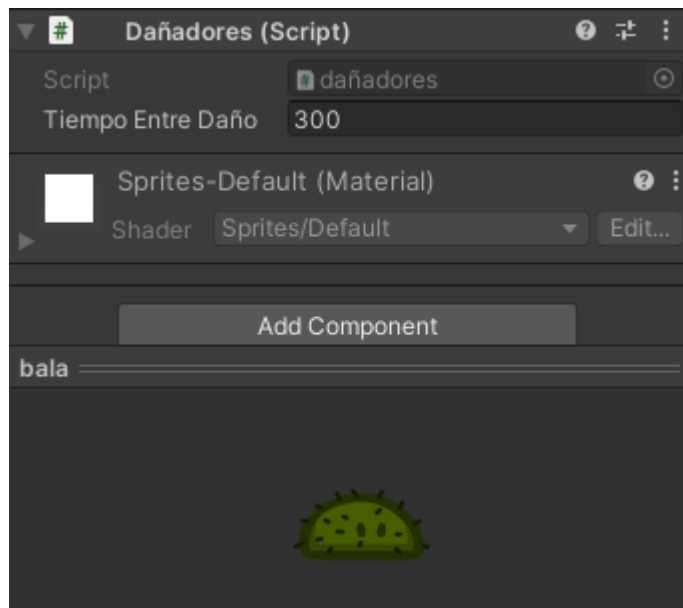 Dañadores (Script)
Script dañadores
Tiempo Entre Daño 300
Sprites-Default (Material)
Shader Sprites/Default Edit...
Add Component
bala